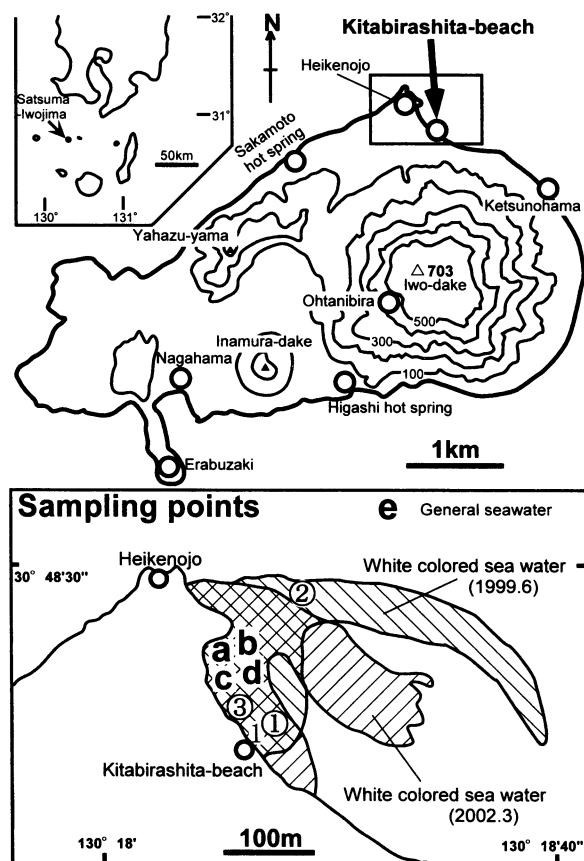 Kitabirashita-beach
Heikenojo
N
32°
31°
Satsuma
-Iwojima
50km
130° 131°
Sakamoto
hot spring
Ketsunohama
Yahazu-yama
△ 703
Iwo-dake
Ohtanibira
500
300
100
Inamura-dake
Nagahama
Higashi hot spring
Erabuzaki
1km
Sampling points
e General seawater
30° 48'30"
Heikenojo
White colored sea water
(1999.6)
②
a b
c d
③
①
1
Kitabirashita-beach
White colored sea water
(2002.3)
130° 18'
100m
130° 18'40"